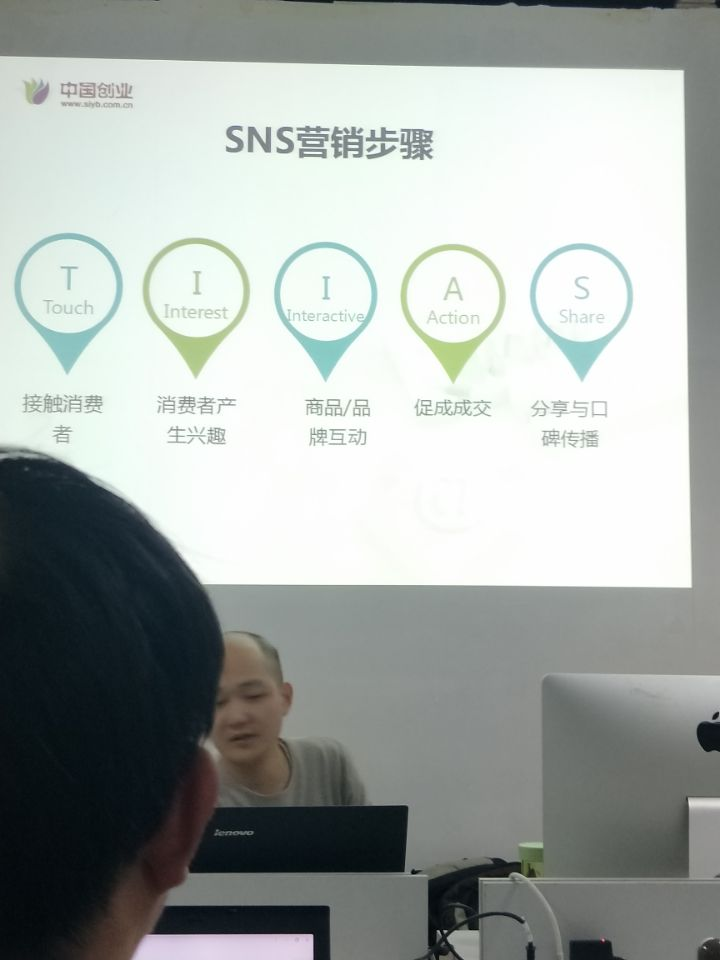 中国创业
www.siyb.com.cn
SNS营销步骤
T
Touch
I
Interest
I
Interactive
A
Action
S
Share
接触消费
者
消费者产
生兴趣
商品/品
牌互动
促成成交
分享与口
碑传播
lenovo